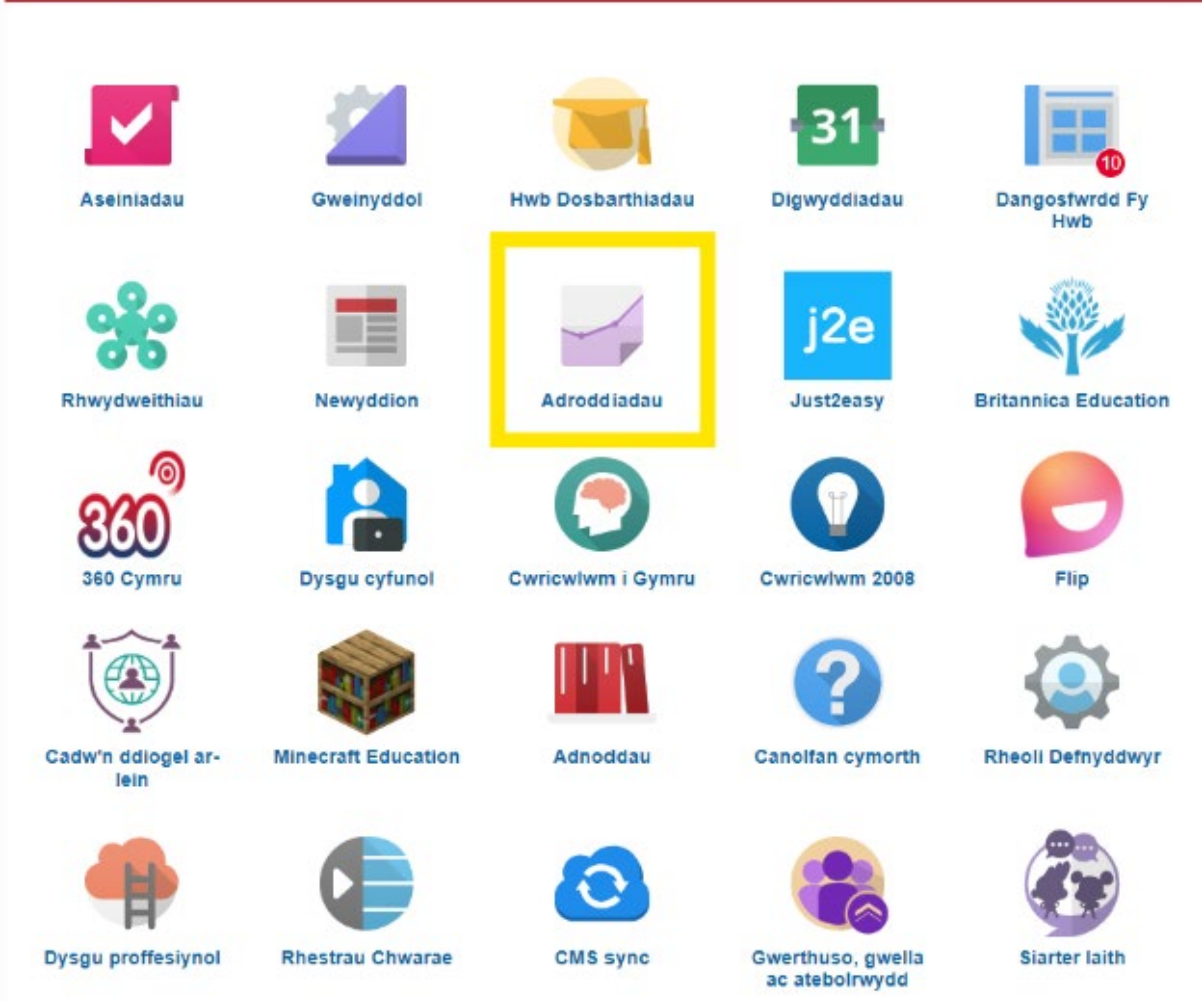 31
10
Aseiniadau
Gweinyddol
Hwb Dosbarthiadau
Digwyddiadau
Dangosfwrdd Fy
Hwb
j2e
Rhwydweithiau
Newyddion
Adroddiadau
Just2easy
Britannica Education
360
360 Cymru
Dysgu cyfunol
Cwricwlwm i Gymru
Cwricwlwm 2008
Flip
?
Cadw'n ddiogel ar-
lein
Minecraft Education
Adnoddau
Canolfan cymorth
Rheoli Defnyddwyr
Dysgu proffesiynol
Rhestrau Chwarae
CMS sync
Gwerthuso, gwella
ac atebolrwydd
Siarter Iaith